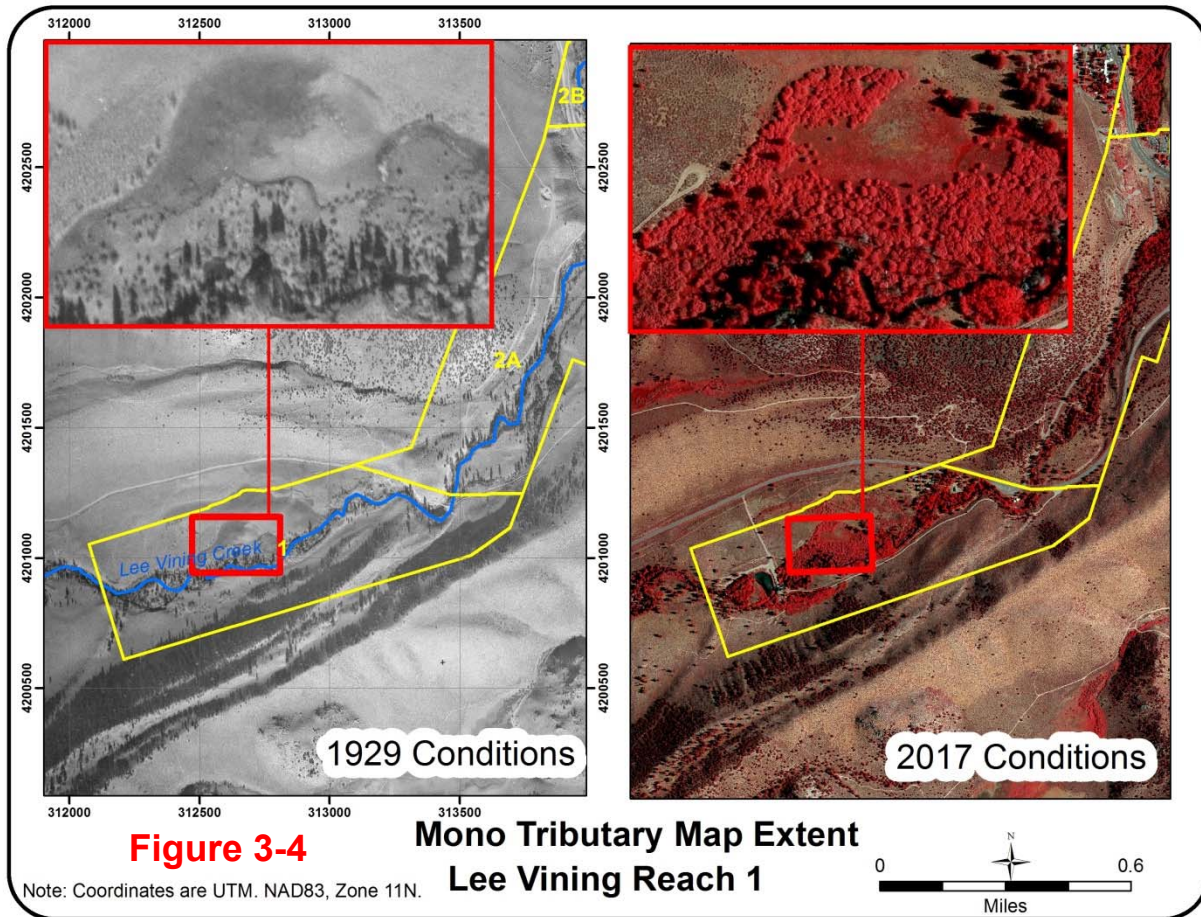 312000 312500 313000 313500
4202500
4202000
4201500
4201000
4200500
2B
2A
1
Lee Vining Creek
4202500
4202000
4201500
4201000
4200500
1929 Conditions
2017 Conditions
312000 312500 313000 313500
Figure 3-4
Mono Tributary Map Extent
Lee Vining Reach 1
Note: Coordinates are UTM. NAD83, Zone 11N.
N
0 0.6
Miles